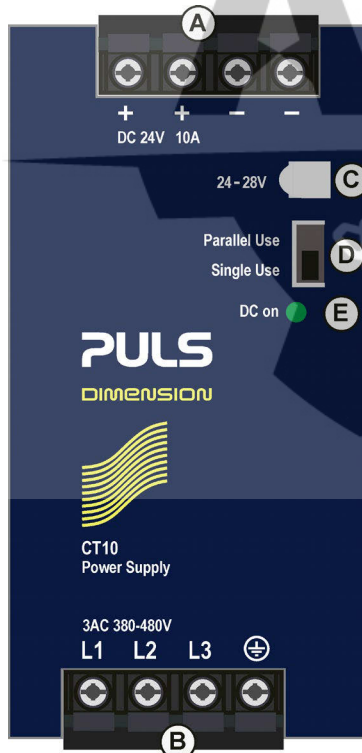 A
+ + − −
DC 24V 10A
24–28V C
Parallel Use
D
Single Use
DC on E
PULS
DIMENSION
CT10
Power Supply
3AC 380-480V
L1 L2 L3
B